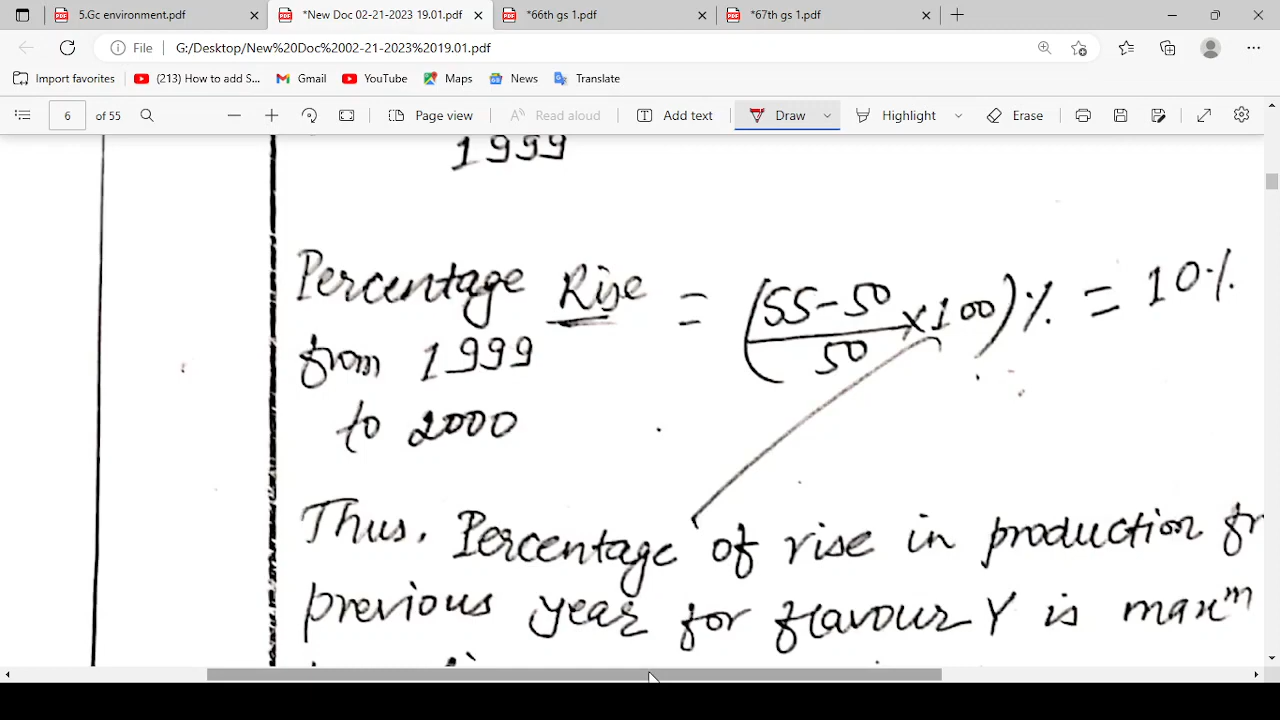 5.Gc environment.pdf
*New Doc 02-21-2023 19.01.pdf
*66th gs 1.pdf
*67th gs 1.pdf
File G:/Desktop/New%20Doc%2002-21-2023%2019.01.pdf
Import favorites
(213) How to add S...
Gmail
YouTube
Maps
News
Translate
6 of 55
Page view
Read aloud
Add text
Draw
Highlight
Erase
1999
Percentage Rise = (55-50/50 ×100)% = 10%
from 1999
to 2000
Thus. Percentage of rise in production fr
previous year for flavour Y is maxᵐ